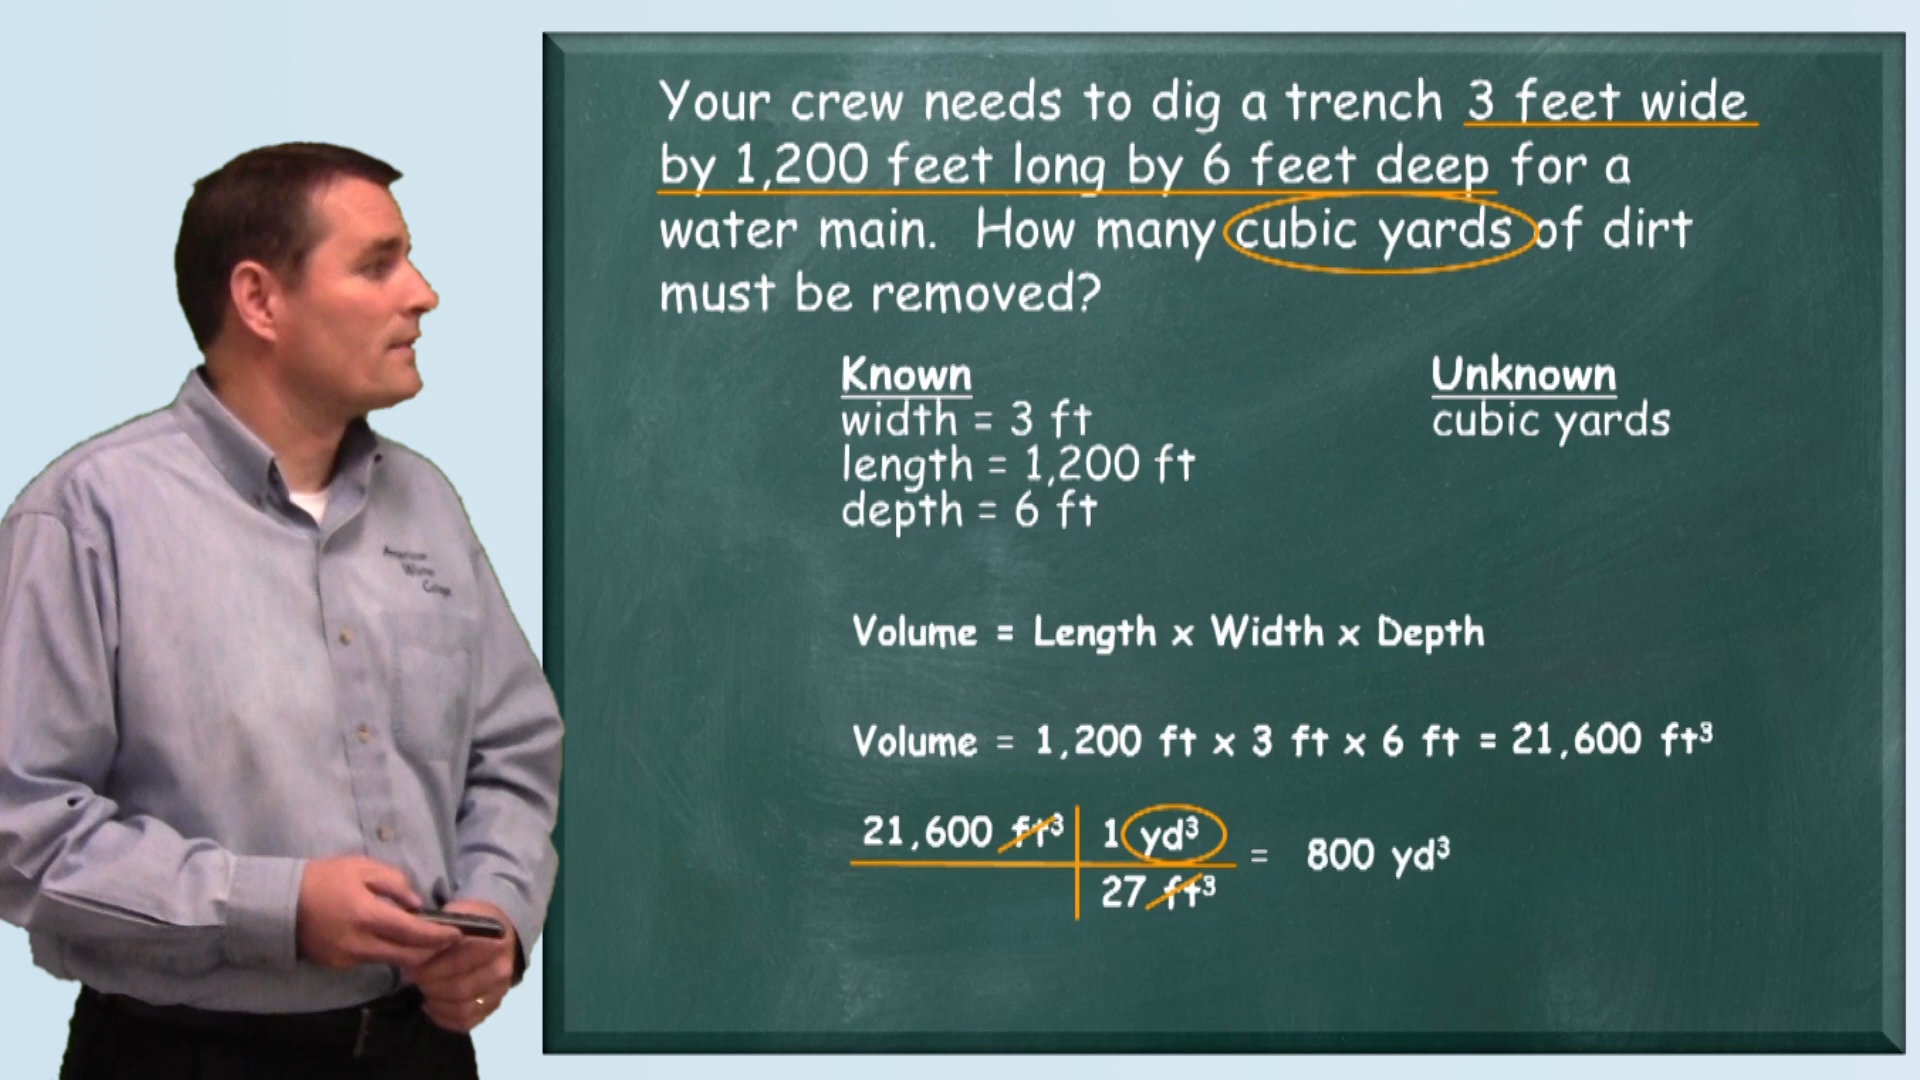 Your crew needs to dig a trench 3 feet wide
by 1,200 feet long by 6 feet deep for a
water main. How many cubic yards of dirt
must be removed?
Known
width = 3 ft
length = 1,200 ft
depth = 6 ft
Unknown
cubic yards
Volume = Length x Width x Depth
Volume = 1,200 ft x 3 ft x 6 ft = 21,600 ft³
21,600 ft³ 1 yd³ = 800 yd³
27 ft³
American
Water
College